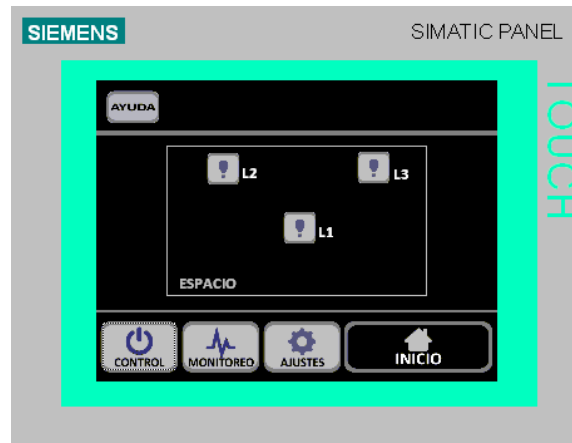 SIEMENS
SIMATIC PANEL
TOUCH
AYUDA
L2
L3
L1
ESPACIO
CONTROL
MONITOREO
AJUSTES
INICIO